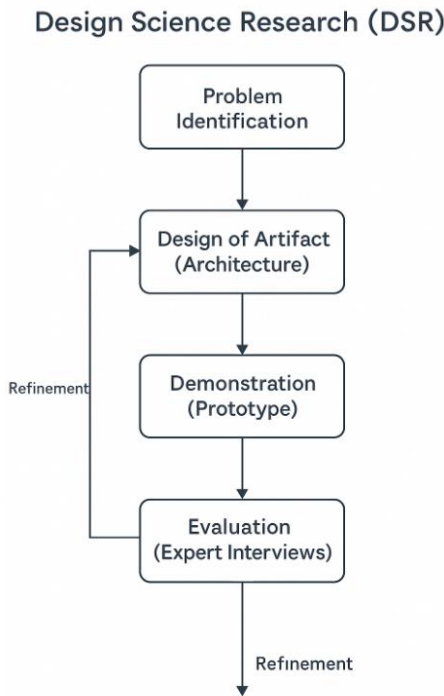 Design Science Research (DSR)
Problem
Identification
Design of Artifact
(Architecture)
Refinement
Demonstration
(Prototype)
Evaluation
(Expert Interviews)
Refinement